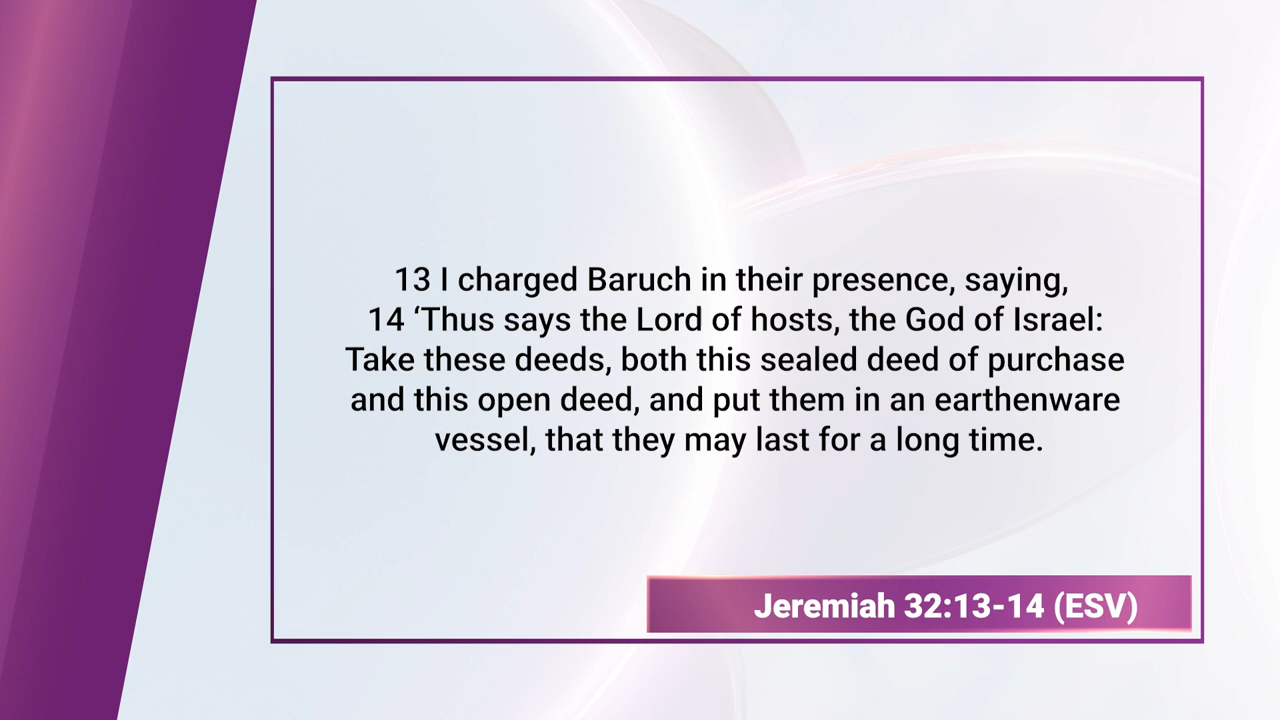 13 I charged Baruch in their presence, saying,
14 ‘Thus says the Lord of hosts, the God of Israel:
Take these deeds, both this sealed deed of purchase
and this open deed, and put them in an earthenware
vessel, that they may last for a long time.
Jeremiah 32:13-14 (ESV)